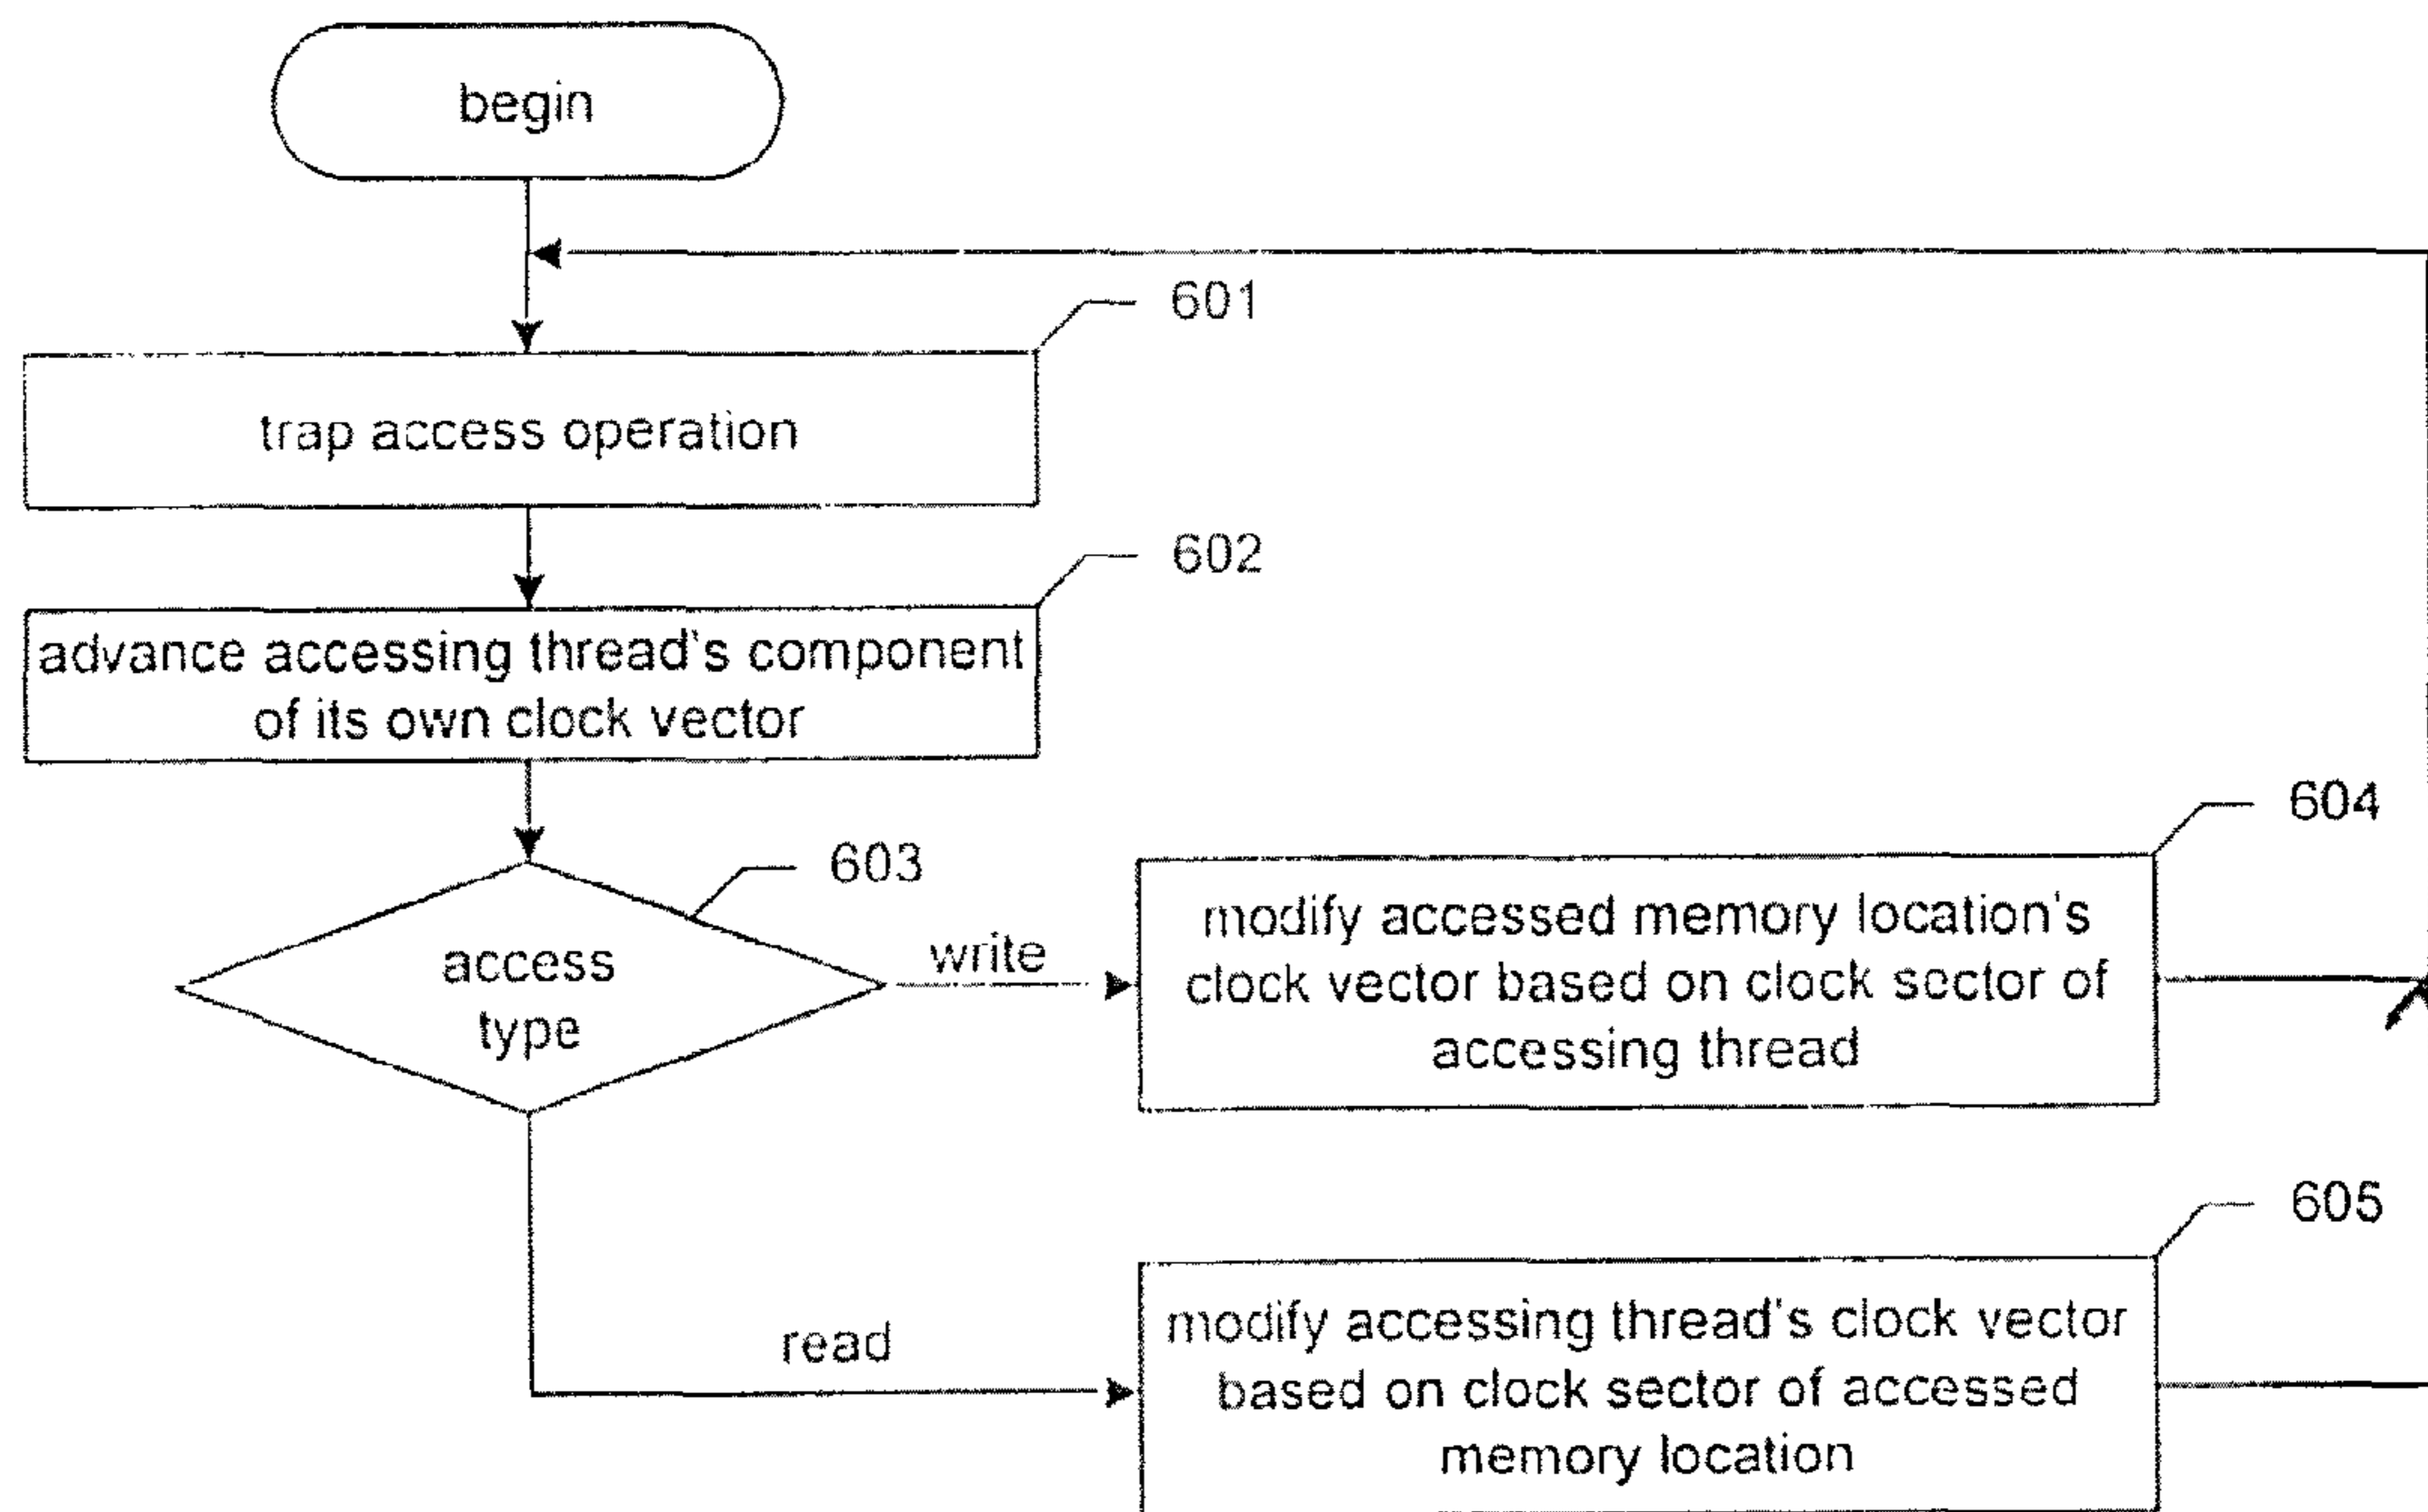 begin
601
trap access operation
602
advance accessing thread's component
of its own clock vector
603
access
type
write
604
modify accessed memory location's
clock vector based on clock sector of
accessing thread
read
605
modify accessing thread's clock vector
based on clock sector of accessed
memory location